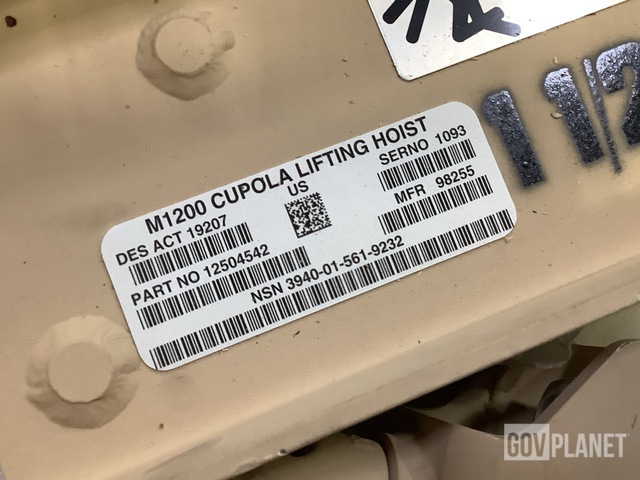 M1200 CUPOLA LIFTING HOIST
DES ACT 19207
US
SERNO 1093
PART NO 12504542
MFR 98255
NSN 3940-01-561-9232
1 1/2
GOVPLANET